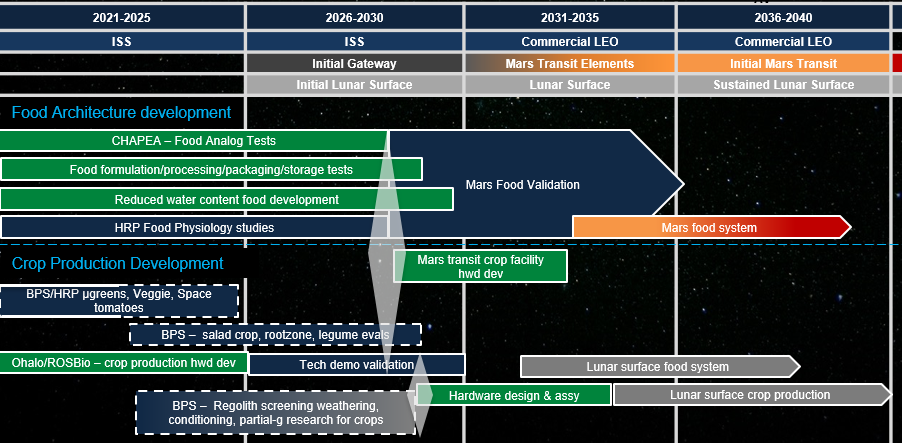 2021-2025
2026-2030
2031-2035
2036-2040
ISS
ISS
Commercial LEO
Commercial LEO
Initial Gateway
Mars Transit Elements
Initial Mars Transit
Initial Lunar Surface
Lunar Surface
Sustained Lunar Surface
Food Architecture development
CHAPEA – Food Analog Tests
Food formulation/processing/packaging/storage tests
Mars Food Validation
Reduced water content food development
HRP Food Physiology studies
Mars food system
Crop Production Development
Mars transit crop facility
hwd dev
BPS/HRP µgreens, Veggie, Space
tomatoes
BPS – salad crop, rootzone, legume evals
Ohalo/ROSBio – crop production hwd dev
Tech demo validation
Lunar surface food system
Hardware design & assy
Lunar surface crop production
BPS – Regolith screening weathering,
conditioning, partial-g research for crops